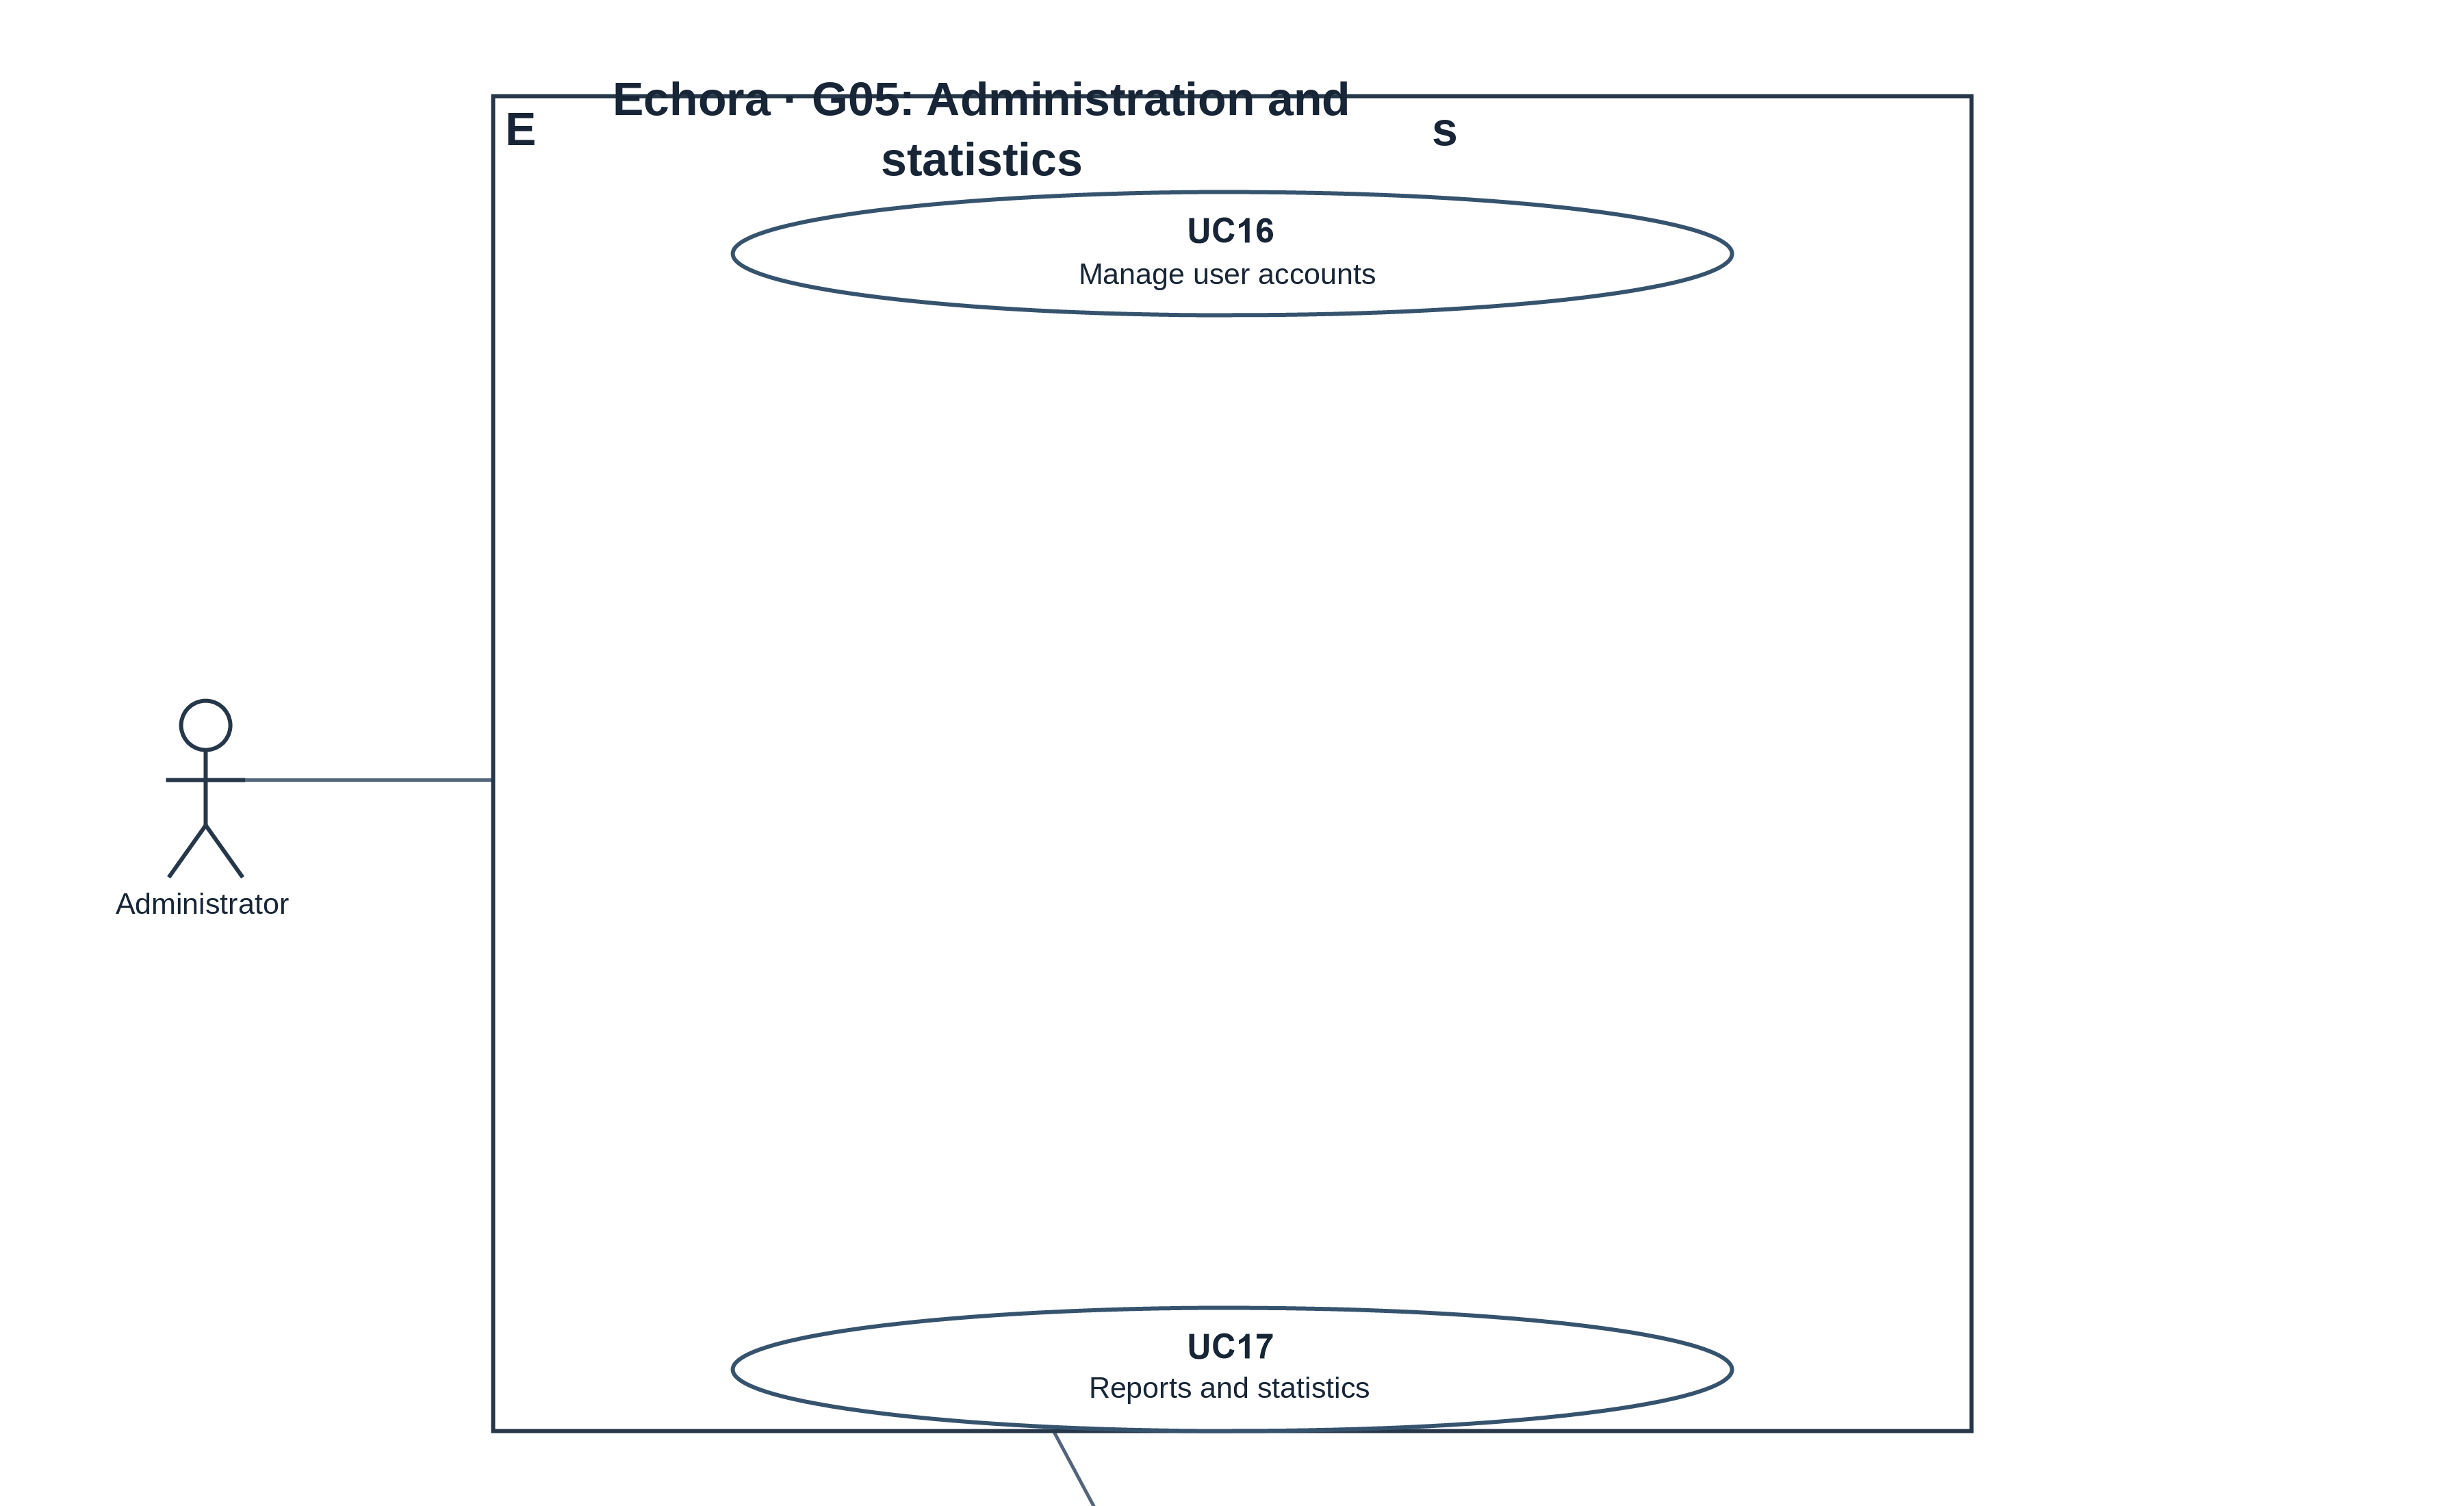 Echora · G05: Administration and
statistics
E
s
UC16
Manage user accounts
Administrator
UC17
Reports and statistics